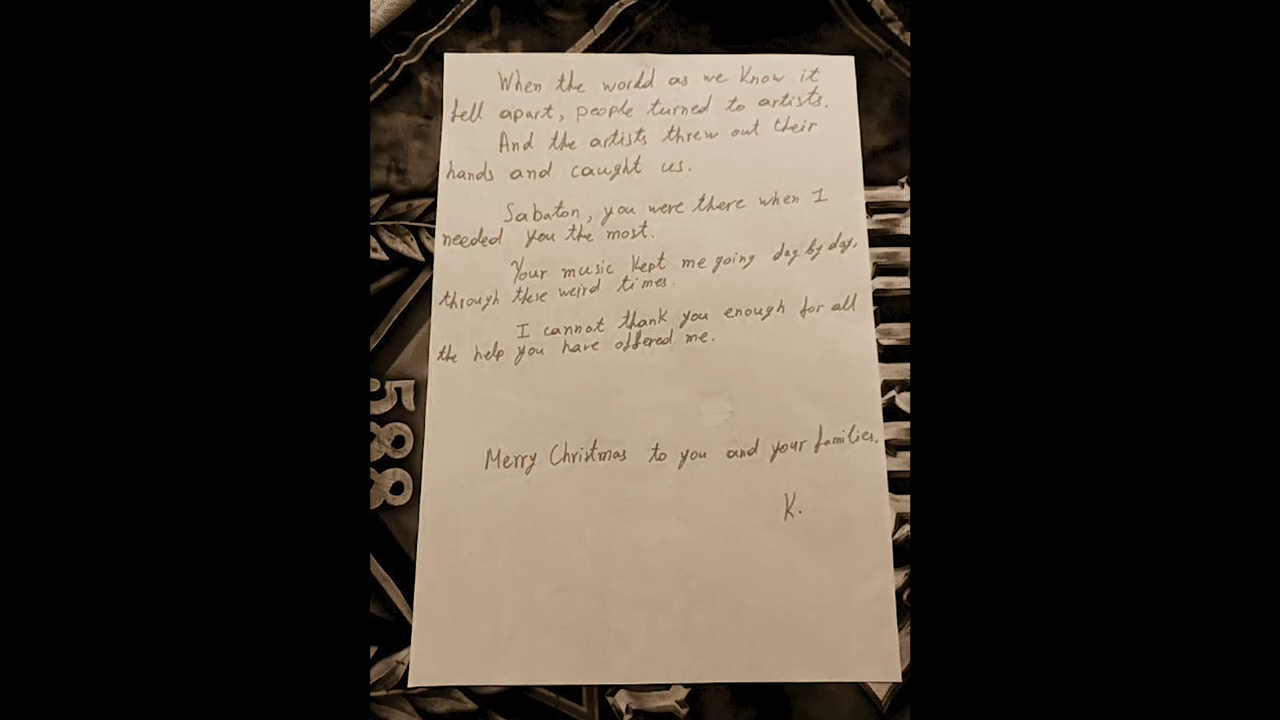 When the world as we Know it
fell apart, people turned to artists.
And the artists threw out their
hands and caught us.
Sabaton, you were there when I
needed you the most.
Your music kept me going day by day,
through these weird times.
I cannot thank you enough for all
the help you have offered me.
Merry Christmas to you and your families.
K.
588